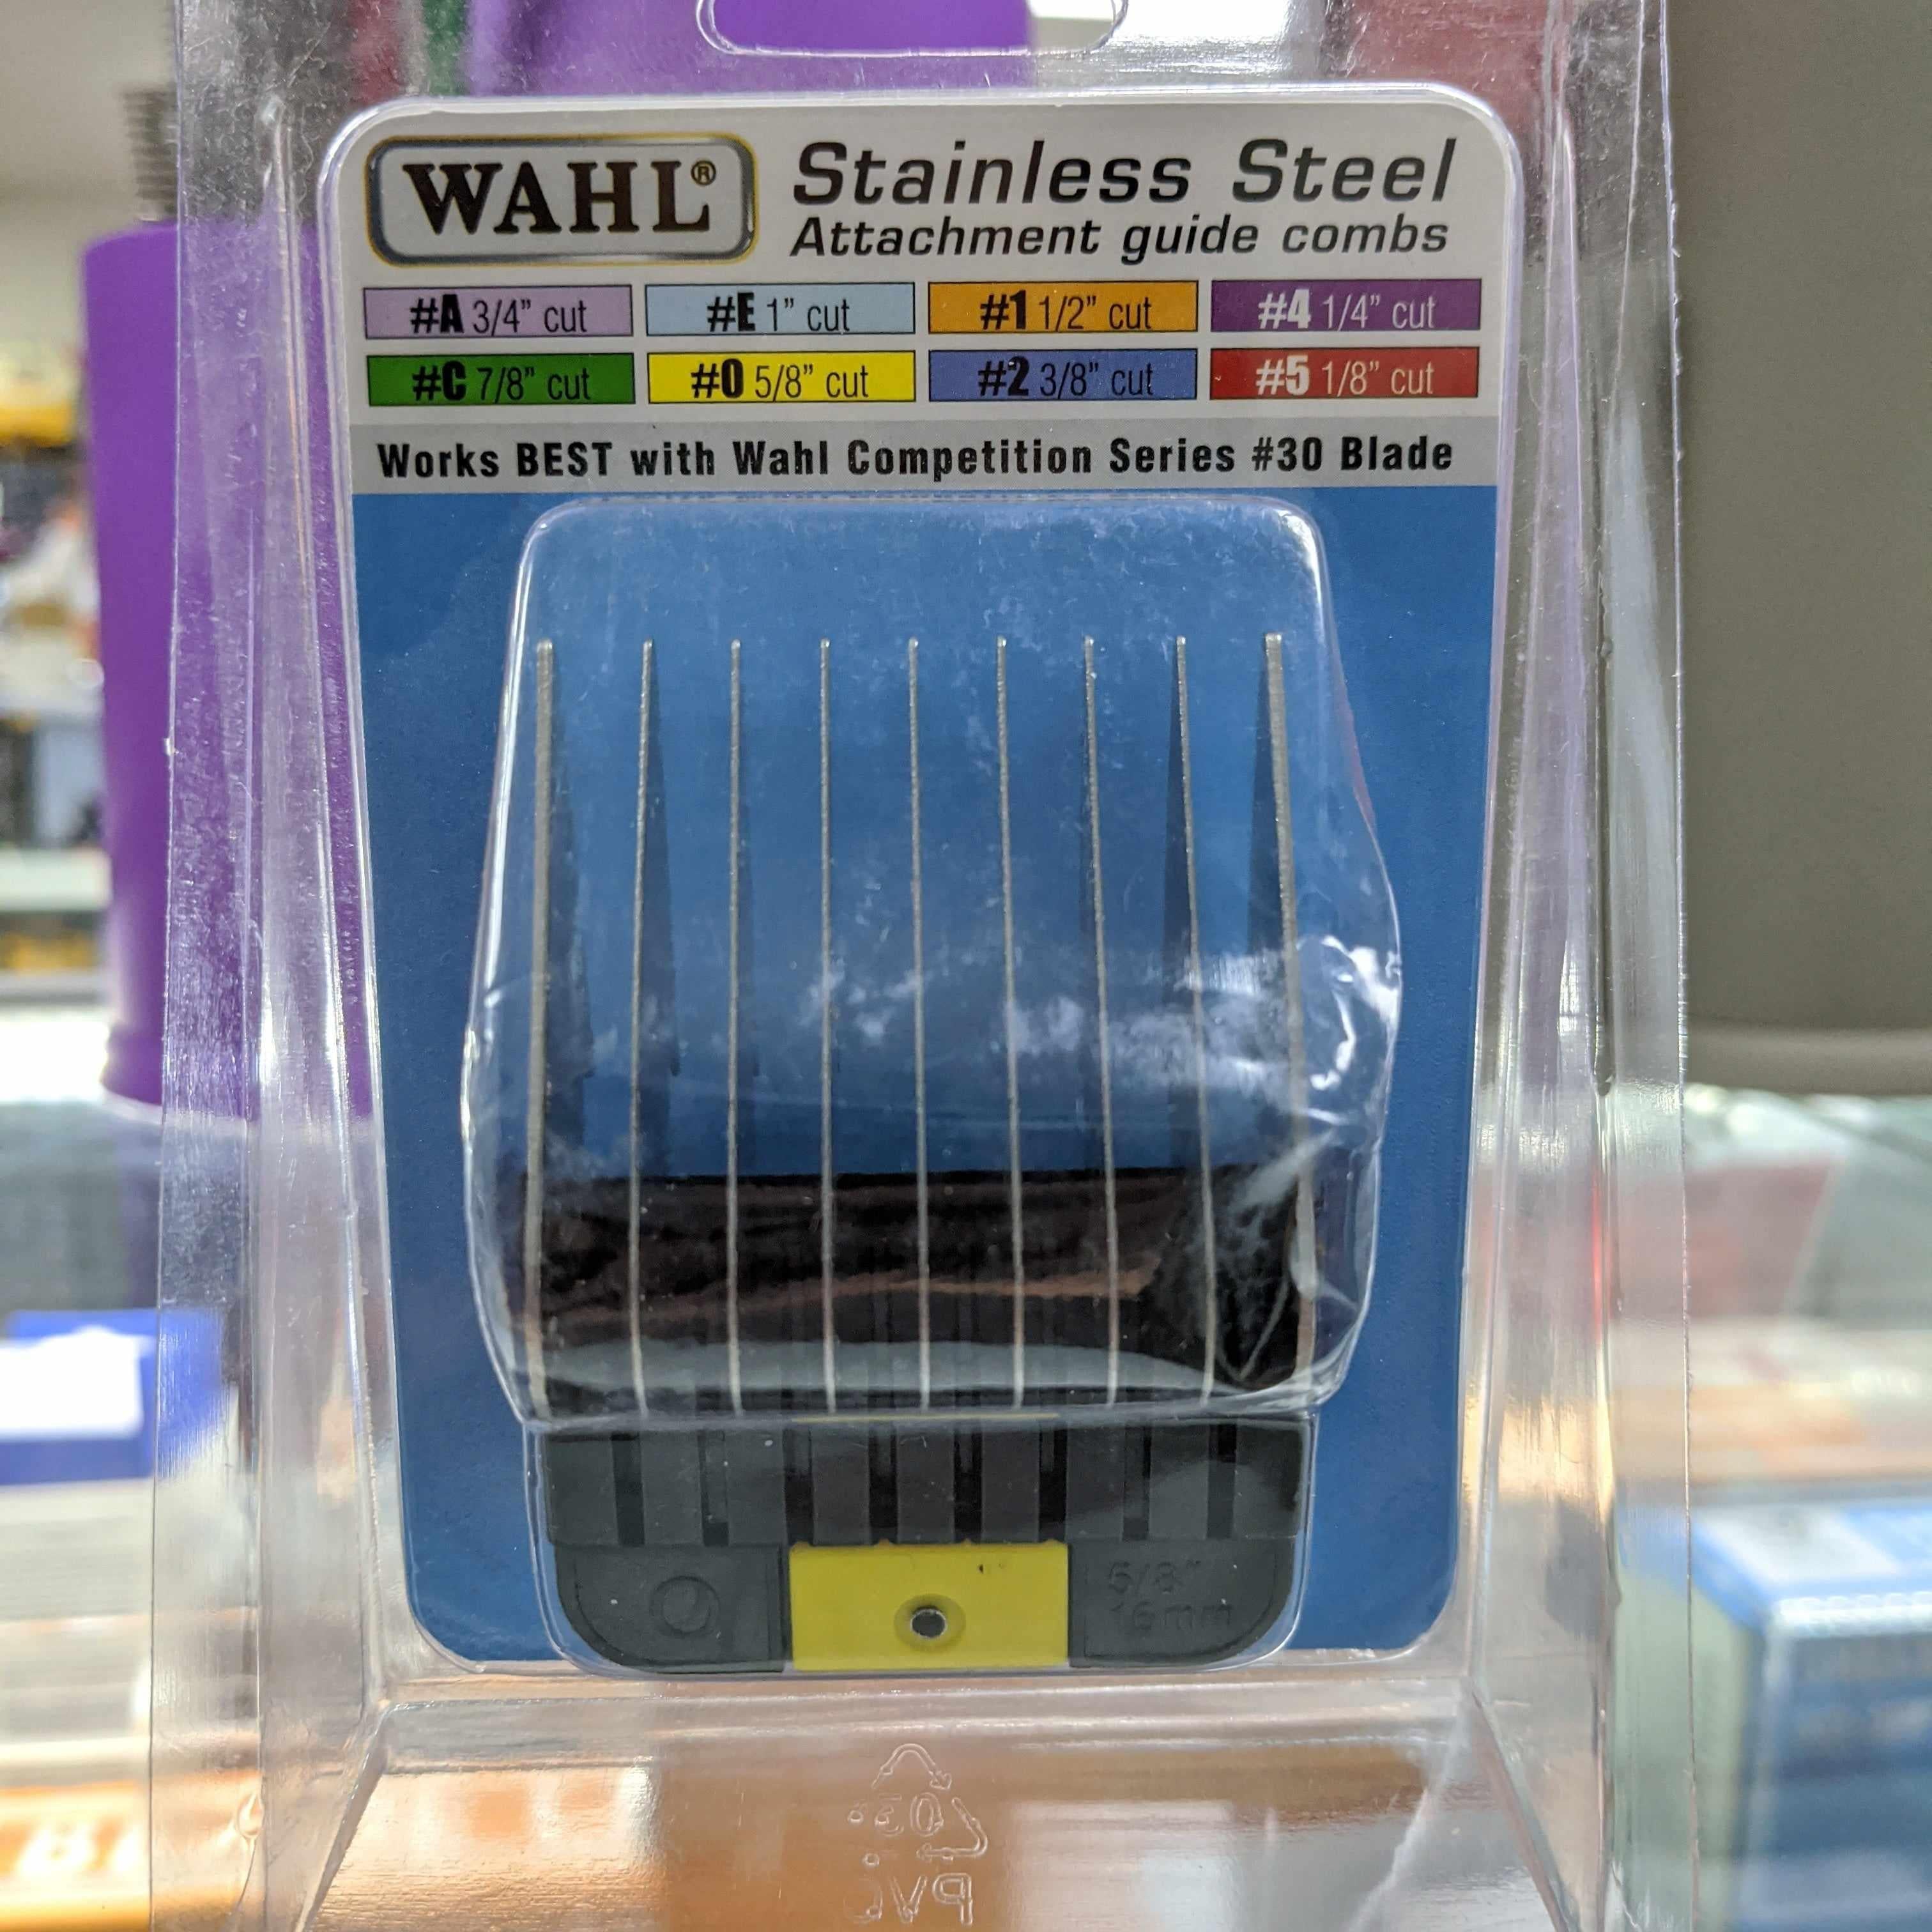 WAHL®
Stainless Steel
Attachment guide combs
#A 3/4” cut
#E 1” cut
#1 1/2” cut
#4 1/4” cut
#C 7/8” cut
#0 5/8” cut
#2 3/8” cut
#5 1/8” cut
Works BEST with Wahl Competition Series #30 Blade
0
5/8"
16mm
03
PVC